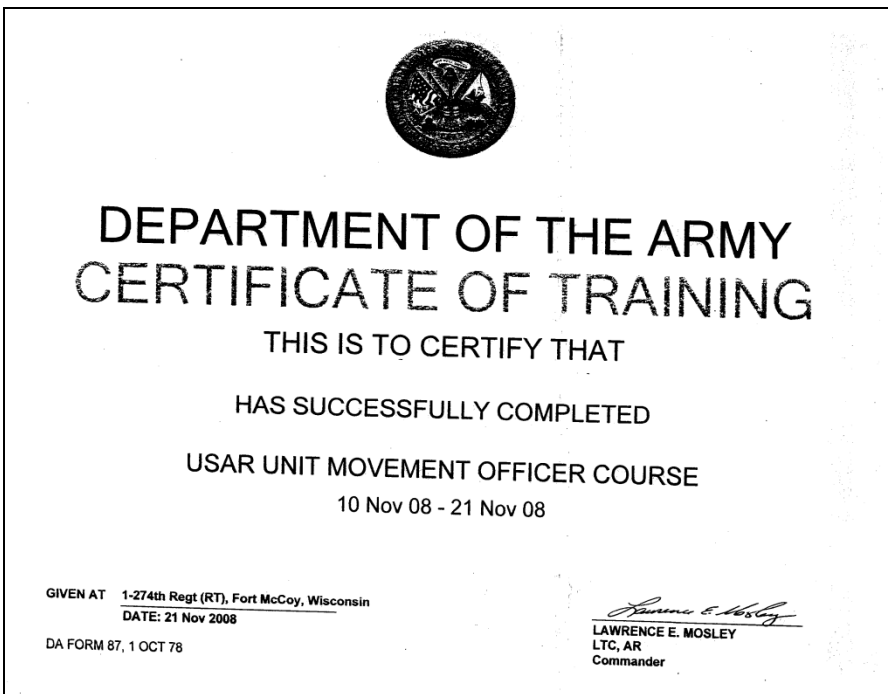 DEPARTMENT OF THE ARMY
CERTIFICATE OF TRAINING
THIS IS TO CERTIFY THAT
HAS SUCCESSFULLY COMPLETED
USAR UNIT MOVEMENT OFFICER COURSE
10 Nov 08 - 21 Nov 08
GIVEN AT 1-274th Regt (RT), Fort McCoy, Wisconsin
DATE: 21 Nov 2008
DA FORM 87, 1 OCT 78
Lawrence E. Mosley
LAWRENCE E. MOSLEY
LTC, AR
Commander